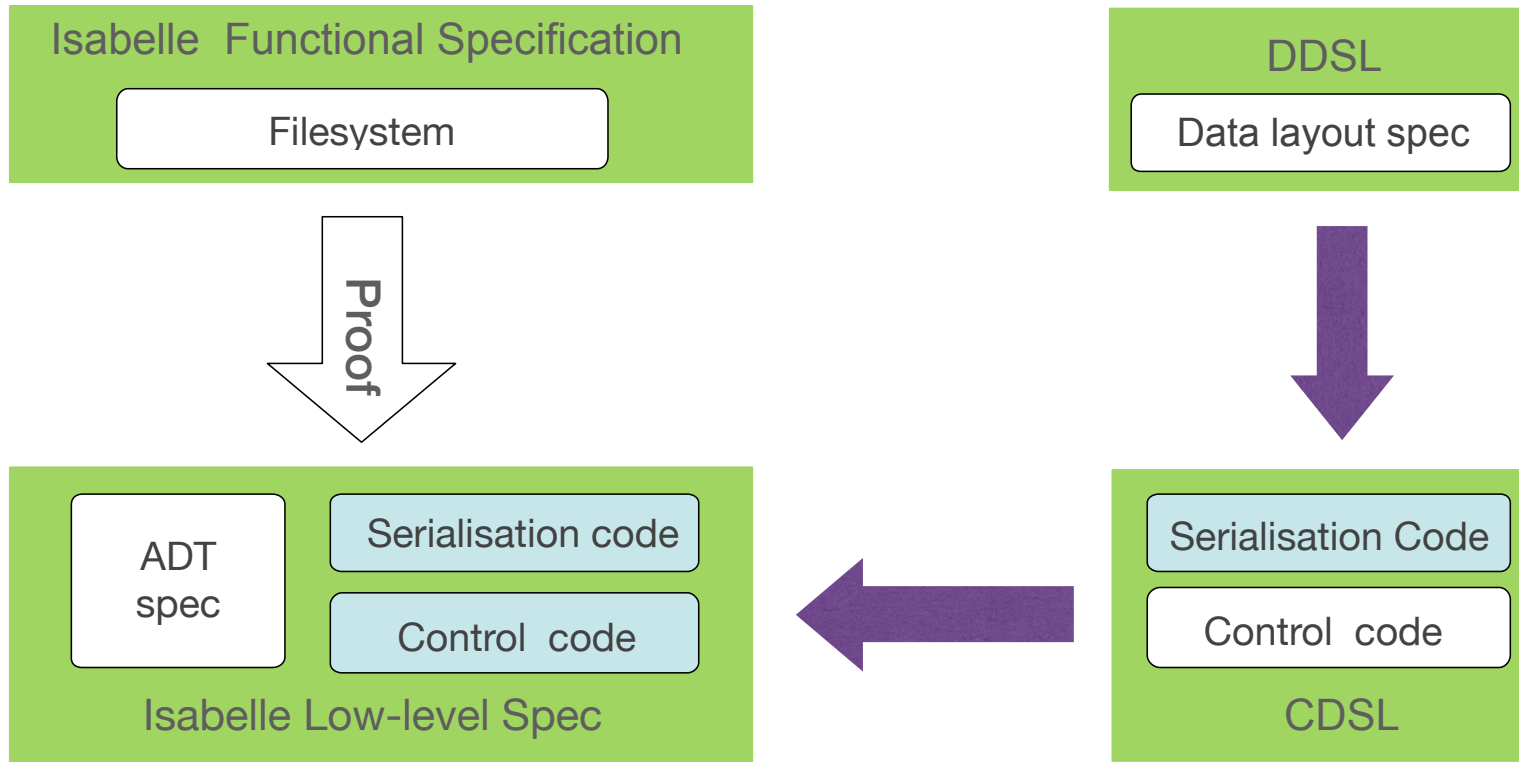 Isabelle Functional Specification
Filesystem
DDSL
Data layout spec
Proof
ADT
spec
Serialisation code
Control code
Isabelle Low-level Spec
Serialisation Code
Control code
CDSL